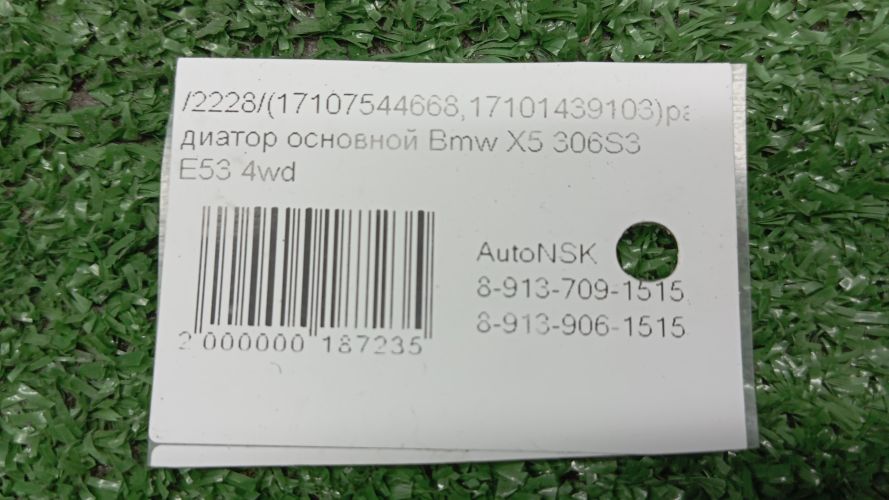 /2228/(17107544668,17101439103)ра
диатор основной Bmw X5 306S3
E53 4wd
AutoNSK
8-913-709-1515
8-913-906-1515
2 000000 187235